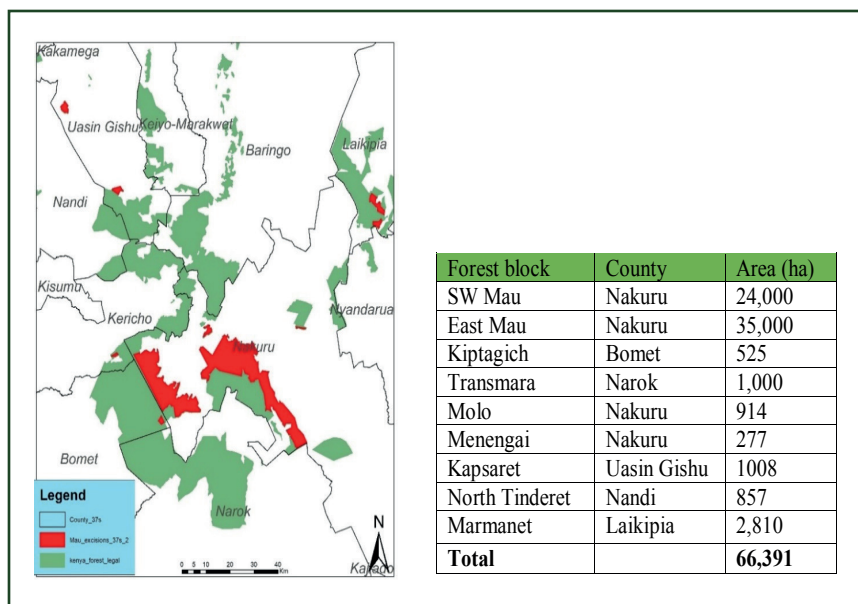 Kakamega
Uasin Gishu
Keiyo-Marakwet
Baringo
Laikipia
Nandi
Kisumu
Kericho
Nyandarua
Nakuru
Bomet
Narok
Kajiado
Legend
County_37s
Mau_excisions_37s_2
kenya_forest_legal
N
0 5 10 20 30 40 Km
Forest block County Area (ha)
SW Mau Nakuru 24,000
East Mau Nakuru 35,000
Kiptagich Bomet 525
Transmara Narok 1,000
Molo Nakuru 914
Menengai Nakuru 277
Kapsaret Uasin Gishu 1008
North Tinderet Nandi 857
Marmanet Laikipia 2,810
Total 66,391